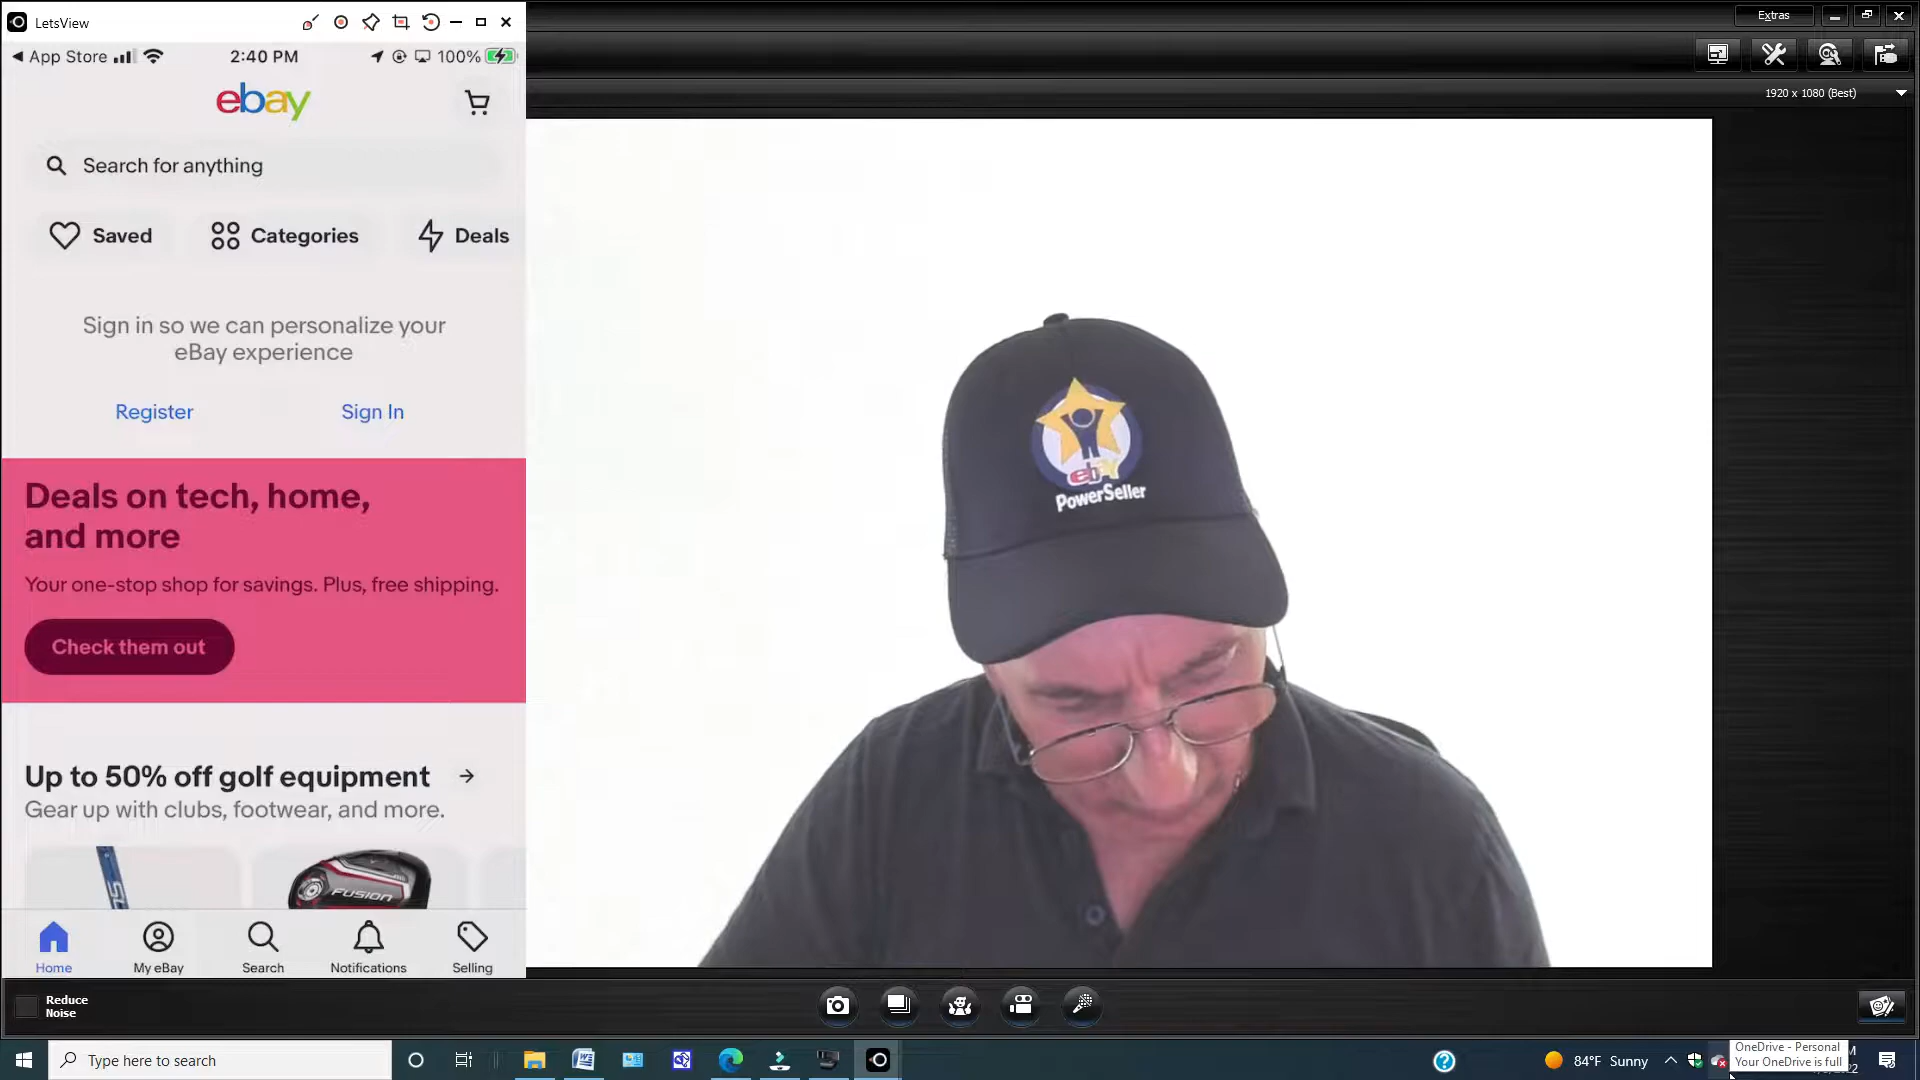 LetsView
Extras
App Store
2:40 PM
100%
ebay
1920 x 1080 (Best)
Search for anything
Saved
Categories
Deals
Sign in so we can personalize your
eBay experience
Register
Sign In
Deals on tech, home,
and more
Your one-stop shop for savings. Plus, free shipping.
Check them out
ebay
PowerSeller
Up to 50% off golf equipment
Gear up with clubs, footwear, and more.
FUSION
Home
My eBay
Search
Notifications
Selling
Reduce
Noise
Type here to search
84°F Sunny
OneDrive - Personal
Your OneDrive is full